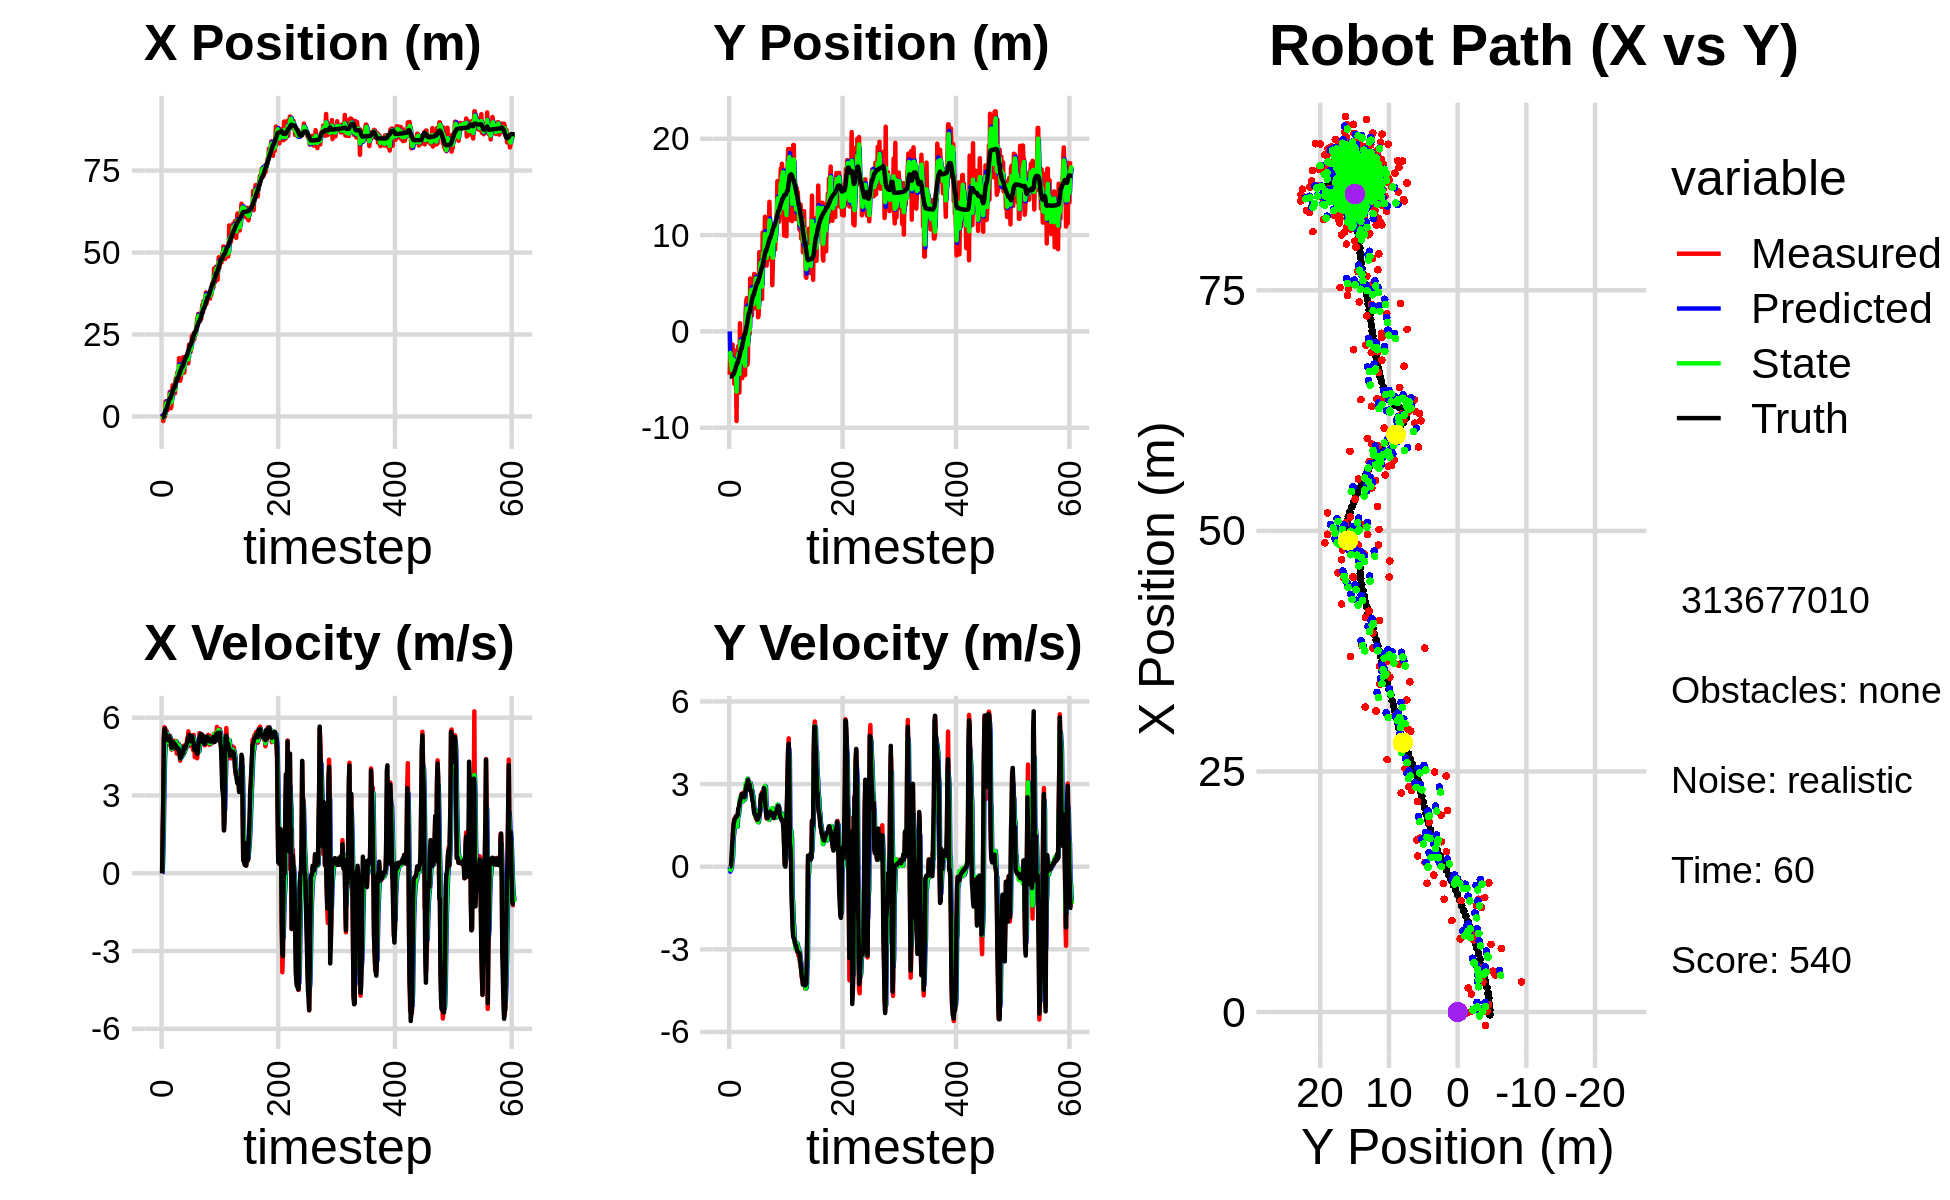 X Position (m)
75
50
25
0
0
200
400
600
timestep
Y Position (m)
20
10
0
-10
0
200
400
600
timestep
X Velocity (m/s)
6
3
0
-3
-6
0
200
400
600
timestep
Y Velocity (m/s)
6
3
0
-3
-6
0
200
400
600
timestep
Robot Path (X vs Y)
X Position (m)
75
50
25
0
20 10 0 -10 -20
Y Position (m)
variable
Measured
Predicted
State
Truth
313677010
Obstacles: none
Noise: realistic
Time: 60
Score: 540